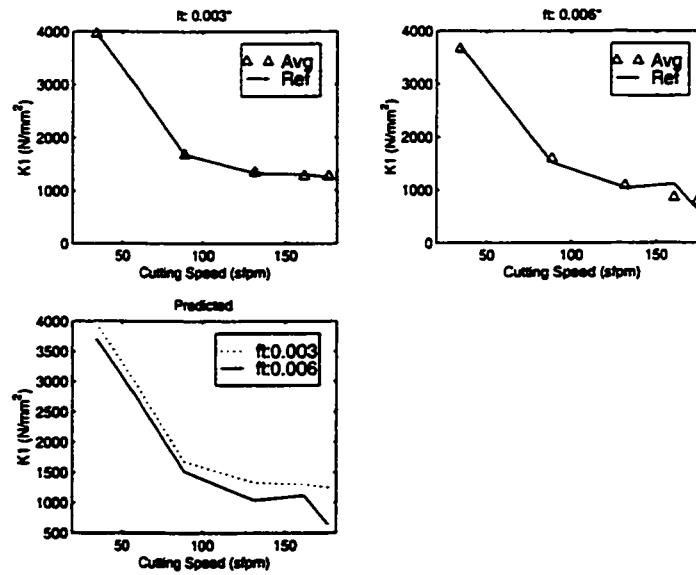 ft: 0.003"
4000
3000
2000
1000
0
K1 (N/mm²)
Avg
Ref
50
100
150
Cutting Speed (sfpm)
ft: 0.006"
4000
3000
2000
1000
0
K1 (N/mm²)
Avg
Ref
50
100
150
Cutting Speed (sfpm)
Predicted
4000
3500
3000
2500
2000
1500
1000
500
K1 (N/mm²)
ft:0.003
ft:0.006
50
100
150
Cutting Speed (sfpm)